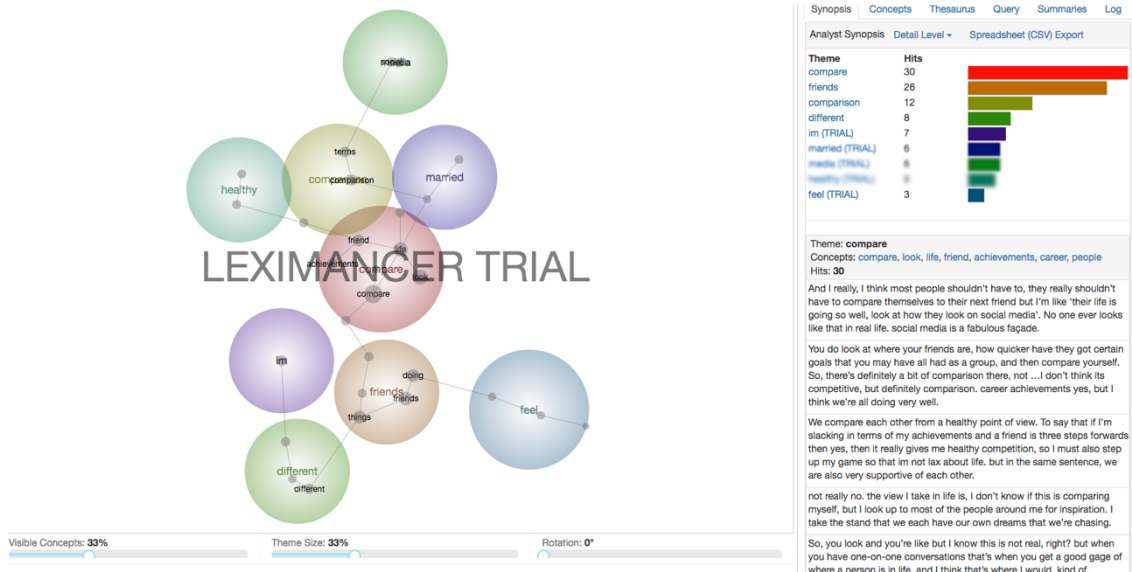 Synopsis Concepts Thesaurus Query Summaries Log
Analyst Synopsis Detail Level Spreadsheet (CSV) Export
Theme Hits
compare 30
friends 26
comparison 12
different 8
im (TRIAL) 7
married (TRIAL) 6
media (TRIAL) 6
healthy (TRIAL) 5
feel (TRIAL) 3
Theme: compare
Concepts: compare, look, life, friend, achievements, career, people
Hits: 30
And I really, I think most people shouldn't have to, they really shouldn't
have to compare themselves to their next friend but I'm like 'their life is
going so well, look at how they look on social media'. No one ever looks
like that in real life. social media is a fabulous façade.
You do look at where your friends are, how quicker have they got certain
goals that you may have all had as a group, and then compare yourself.
So, there's definitely a bit of comparison there, not ...I don't think its
competitive, but definitely comparison. career achievements yes, but I
think we're all doing very well.
We compare each other from a healthy point of view. To say that if I'm
slacking in terms of my achievements and a friend is three steps forwards
then yes, then it really gives me healthy competition, so I must also step
up my game so that im not lax about life. but in the same sentence, we
are also very supportive of each other.
not really no. the view I take in life is, I don't know if this is comparing
myself, but I look up to most of the people around me for inspiration. I
take the stand that we each have our own dreams that we're chasing.
So, you look and you're like but I know this is not real, right? but when
you have one-on-one conversations that's when you get a good gage of
where a person is in life, and I think that's where I would, kind of
terms
comparison
healthy
married
friend
life
LEXIMANCER TRIAL
achievements
compare
look
compare
im
doing
friends
friends
things
feel
different
different
Visible Concepts: 33% Theme Size: 33% Rotation: 0°